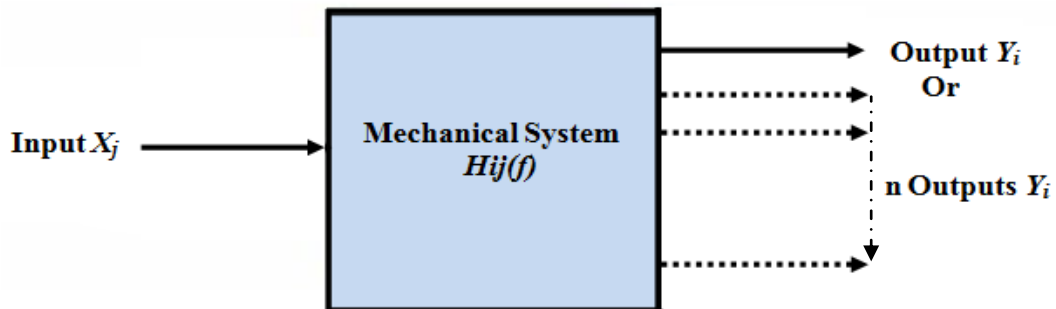 Input Xj
Mechanical System
Hij(f)
Output Yi
Or
n Outputs Yi